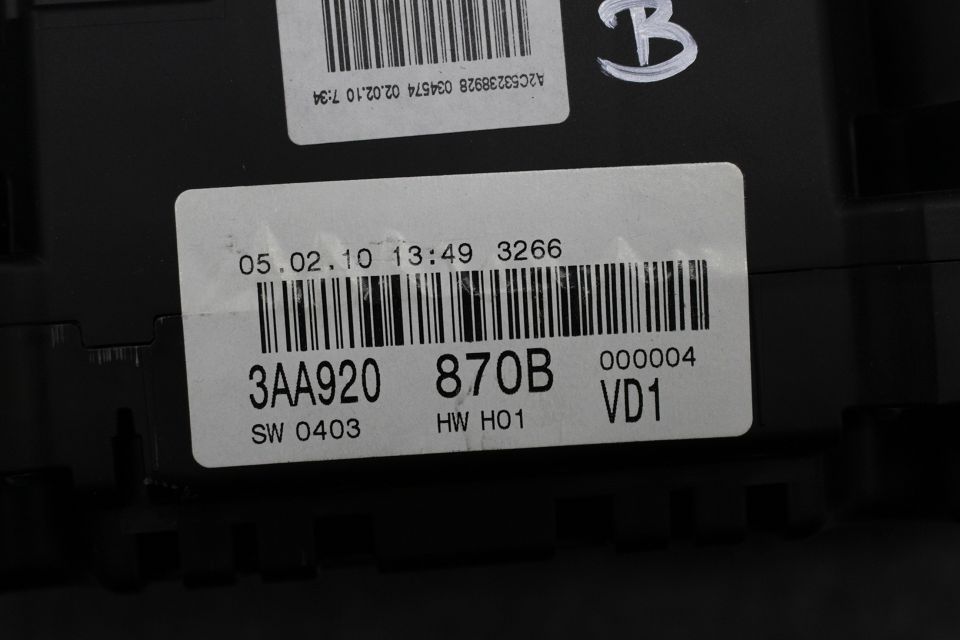 A2C53238928 034574 02.02.10 7:34
B
05.02.10 13:49 3266
3AA920 870B 000004
SW 0403 HW H01 VD1